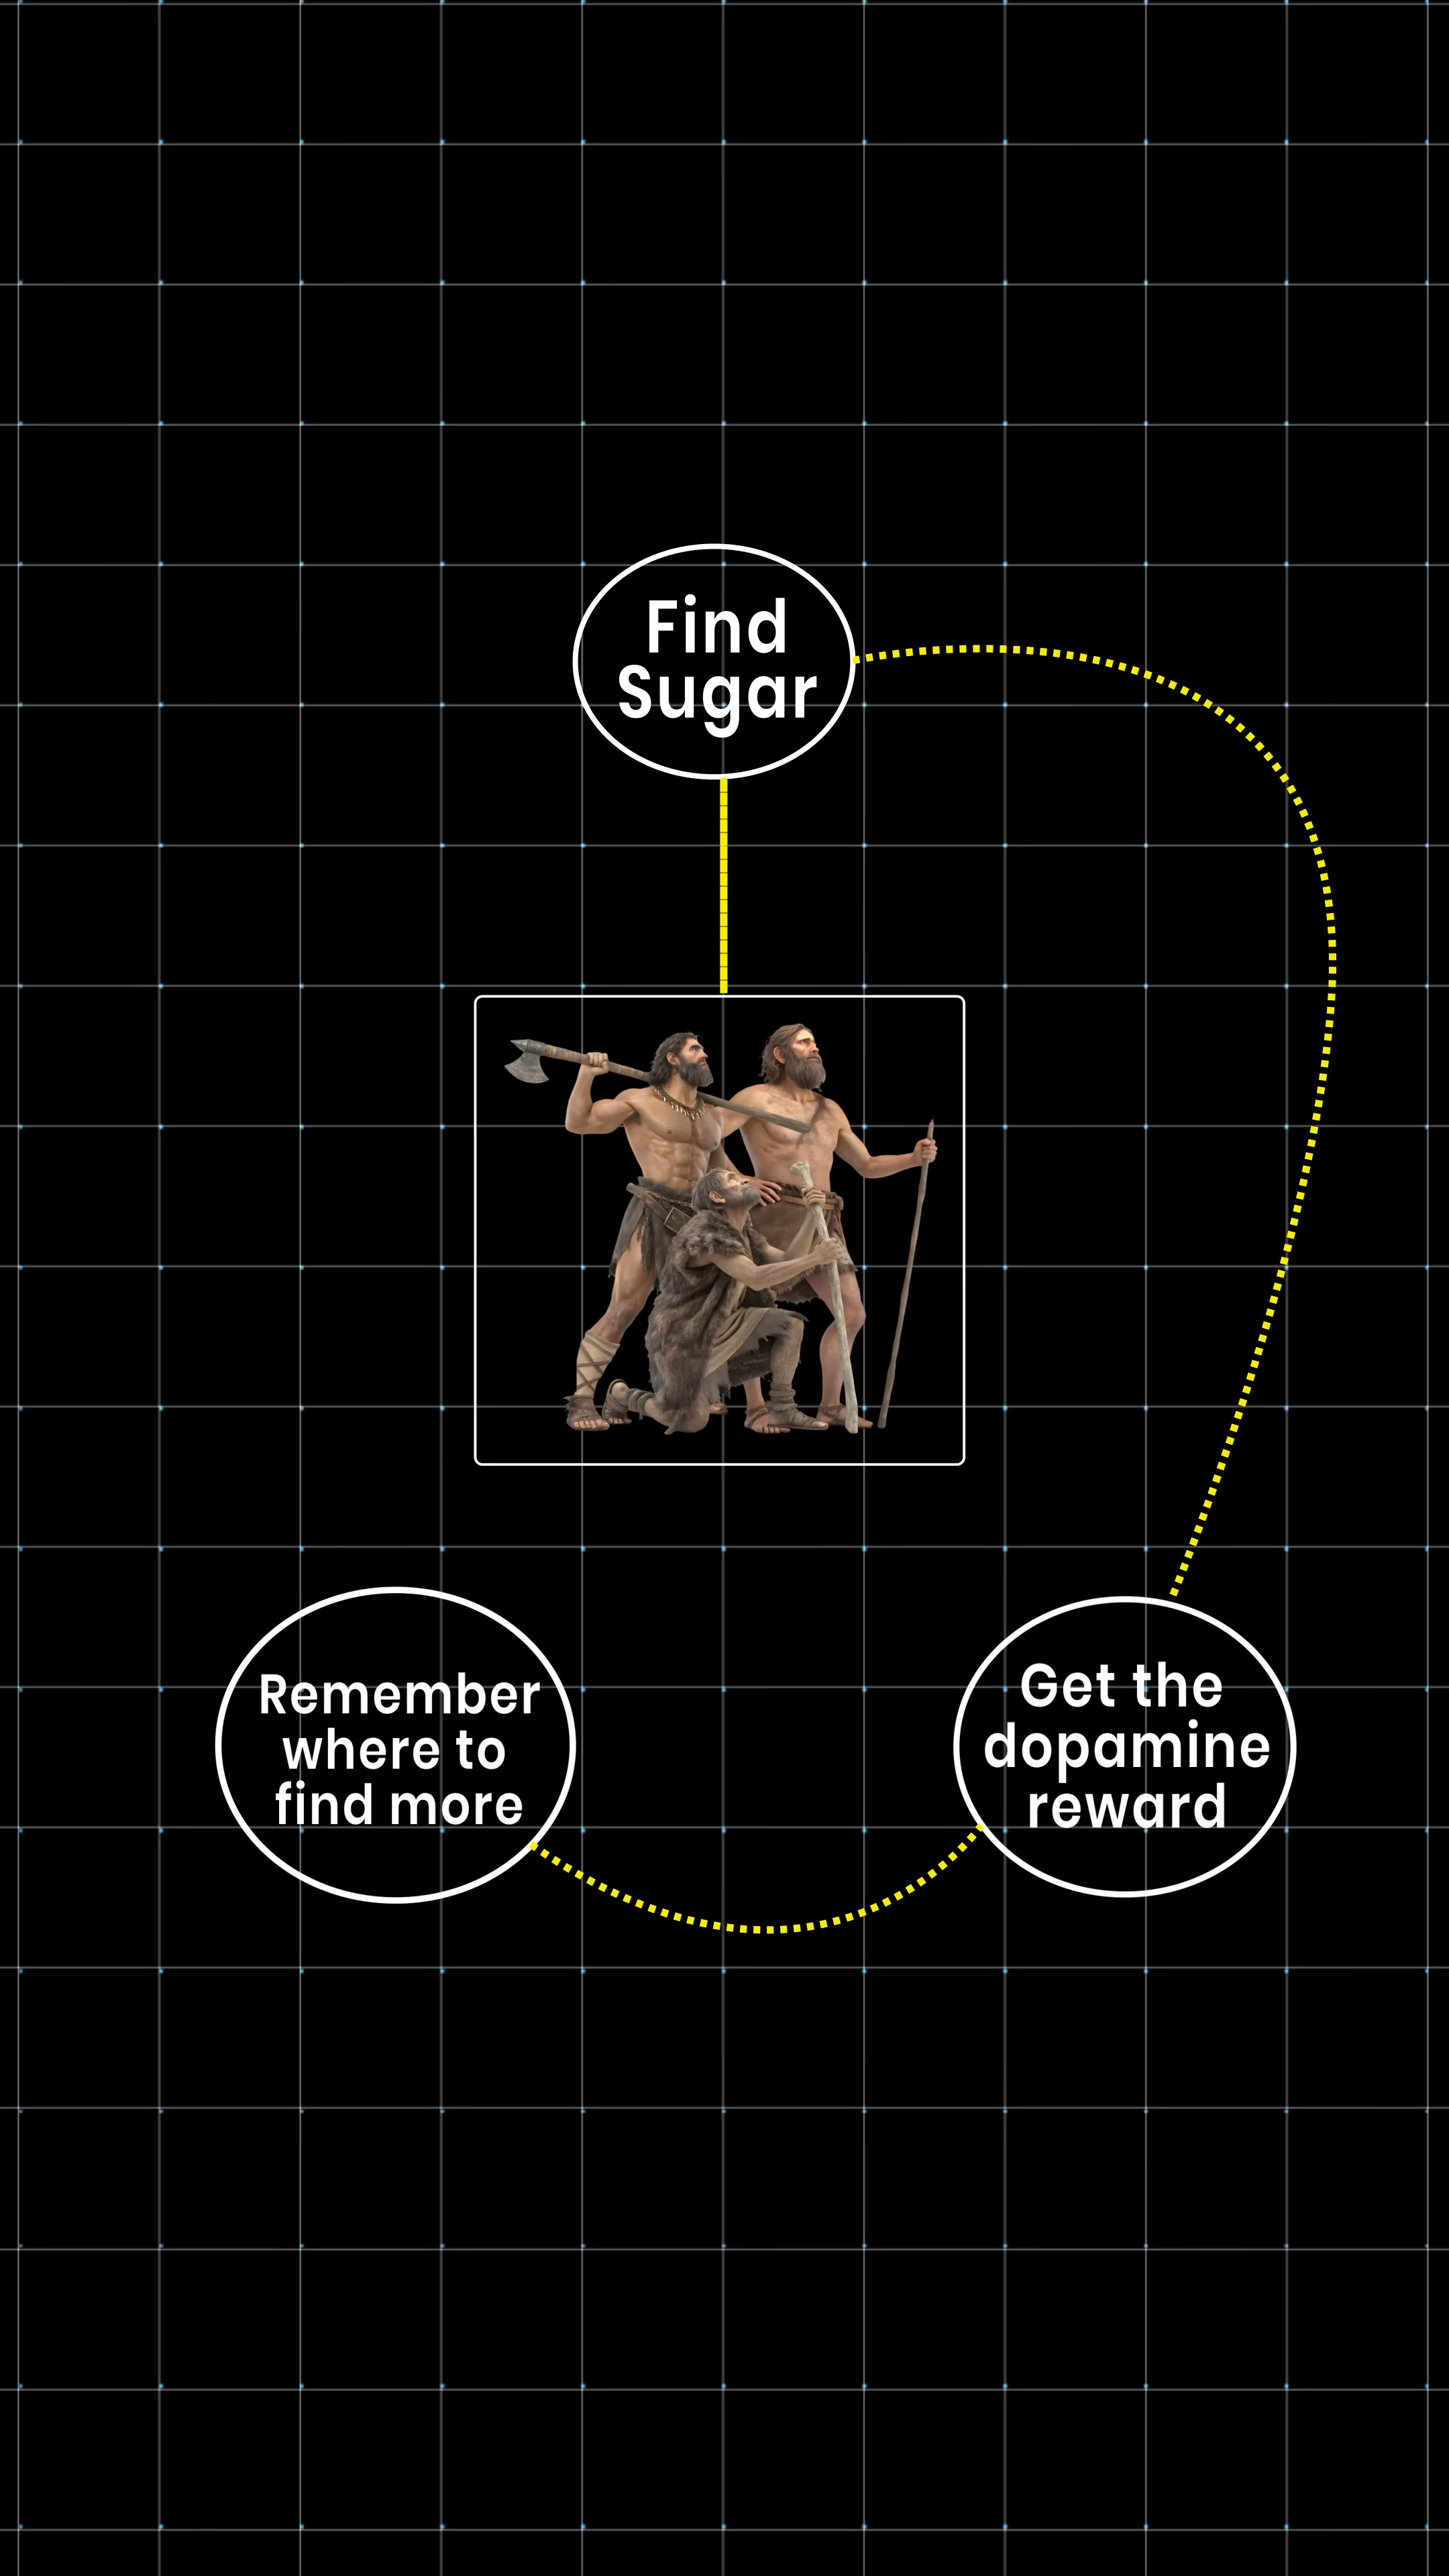 Find
Sugar
Remember
where to
find more
Get the
dopamine
reward